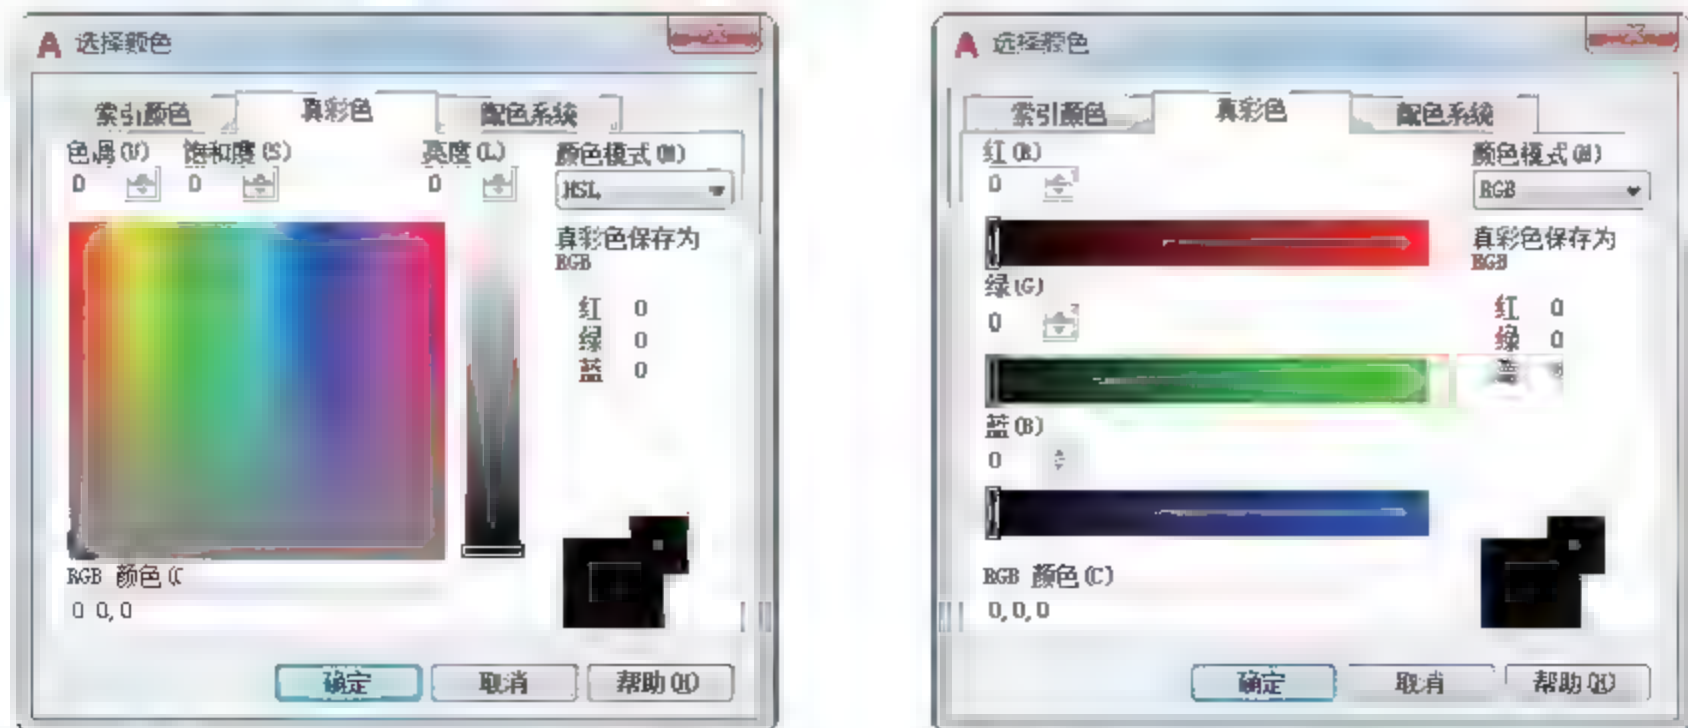 选择颜色
索引颜色 真彩色 配色系统
色调(U) 饱和度(S) 亮度(L) 颜色模式(M)
0 0 0 HSL
真彩色保存为
RGB
红 0
绿 0
蓝 0
RGB 颜色(C
0 0,0
确定 取消 帮助(H)
选择颜色
索引颜色 真彩色 配色系统
红(R) 颜色模式(M)
0 RGB
真彩色保存为
RGB
绿(G)
红 0
0 绿 0
蓝(B)
0
RGB 颜色(C)
0,0,0
确定 取消 帮助(H)